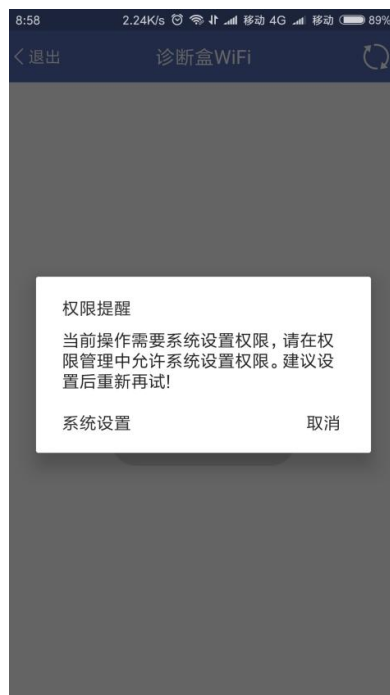 8:58 2.24K/s 移动 4G 移动 89%
退出 诊断盒WiFi
权限提醒
当前操作需要系统设置权限，请在权
限管理中允许系统设置权限。建议设
置后重新再试!
系统设置 取消